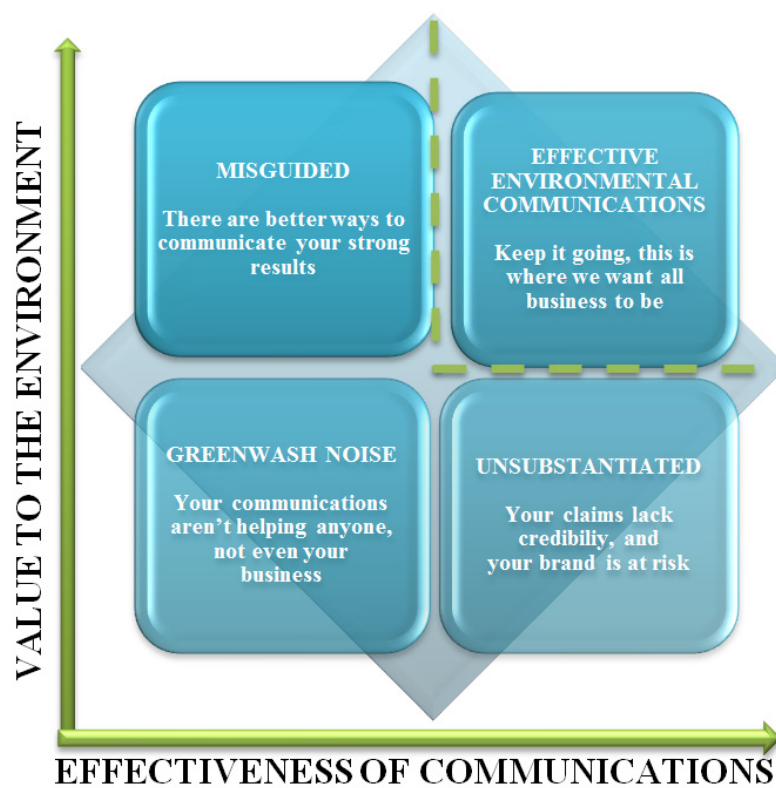 VALUE TO THE ENVIRONMENT
MISGUIDED
There are better ways to
communicate your strong
results
EFFECTIVE
ENVIRONMENTAL
COMMUNICATIONS
Keep it going, this is
where we want all
business to be
GREENWASH NOISE
Your communications
aren’t helping anyone,
not even your
business
UNSUBSTANTIATED
Your claims lack
credibiliy, and
your brand is at risk
EFFECTIVENESS OF COMMUNICATIONS